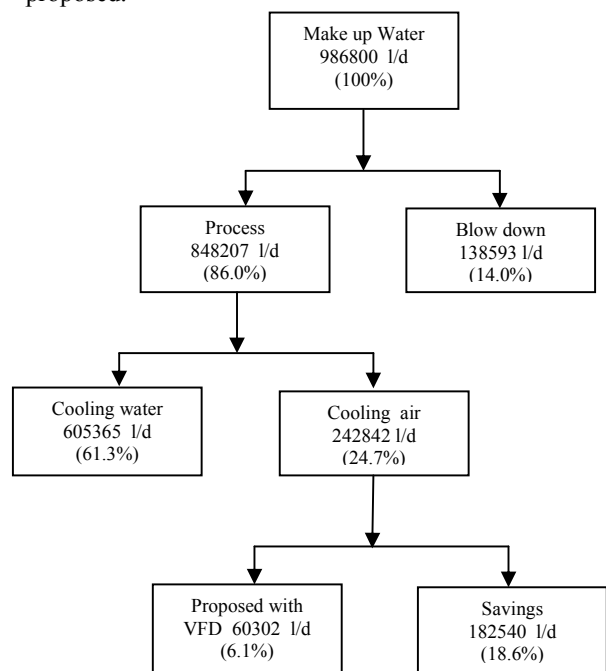 proposed.
Make up Water
986800 l/d
(100%)
Process
848207 l/d
(86.0%)
Blow down
138593 l/d
(14.0%)
Cooling water
605365 l/d
(61.3%)
Cooling air
242842 l/d
(24.7%)
Proposed with
VFD 60302 l/d
(6.1%)
Savings
182540 l/d
(18.6%)